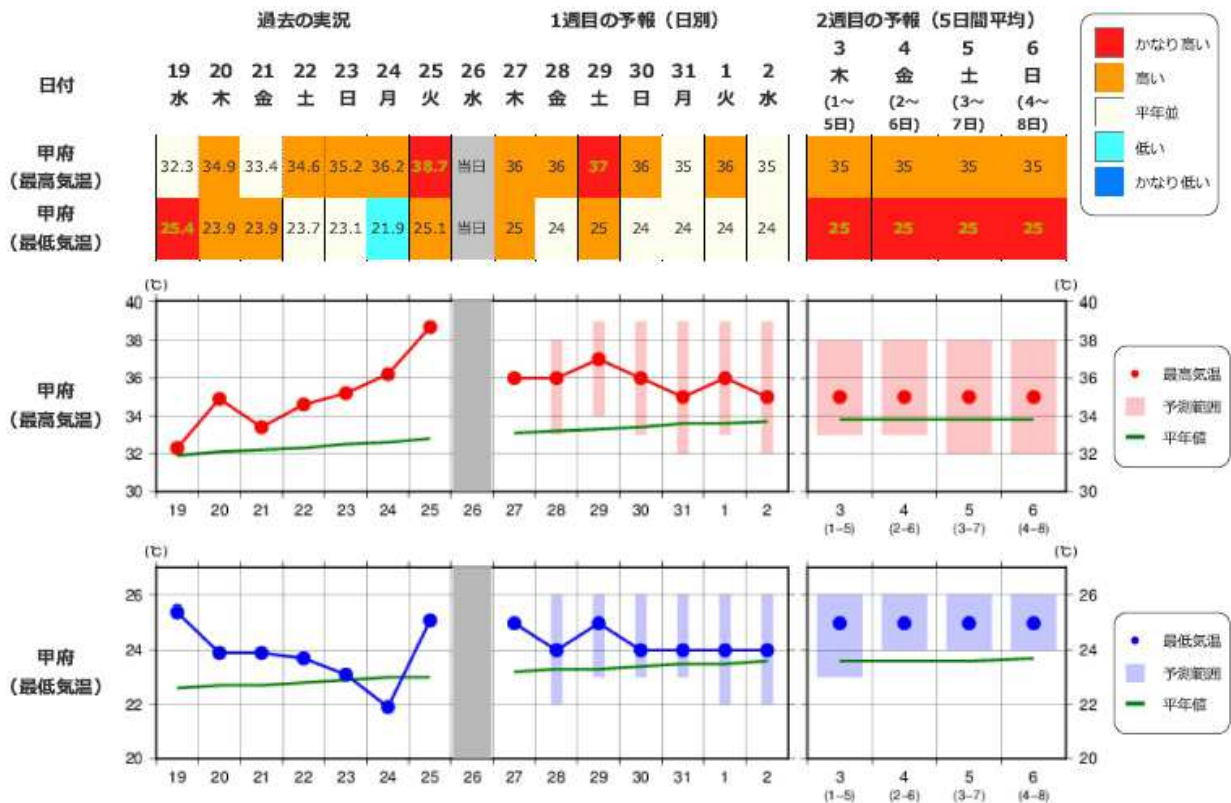 過去の実況 1週目の予報（日別） 2週目の予報（5日間平均）
日付 19 20 21 22 23 24 25 26 27 28 29 30 31 1 2 3 4 5 6
水 木 金 土 日 月 火 水 木 金 土 日 月 火 水 木 金 土 日
(1～ (2～ (3～ (4～
5日) 6日) 7日) 8日)
かなり高い
高い
平年並
低い
かなり低い
甲府
（最高気温）
32.3 34.9 33.4 34.6 35.2 36.2 38.7 当日 36 36 37 36 35 36 35 35 35 35 35
甲府
（最低気温）
25.4 23.9 23.9 23.7 23.1 21.9 25.1 当日 25 24 25 24 24 24 24 25 25 25 25
(℃) (℃)
甲府
（最高気温）
40 40
38 38
36 36
34 34
32 32
30 30
19 20 21 22 23 24 25 26 27 28 29 30 31 1 2 3 4 5 6
(1-5) (2-6) (3-7) (4-8)
最高気温
予測範囲
平年値
(℃) (℃)
甲府
（最低気温）
26 26
24 24
22 22
20 20
19 20 21 22 23 24 25 26 27 28 29 30 31 1 2 3 4 5 6
(1-5) (2-6) (3-7) (4-8)
最低気温
予測範囲
平年値